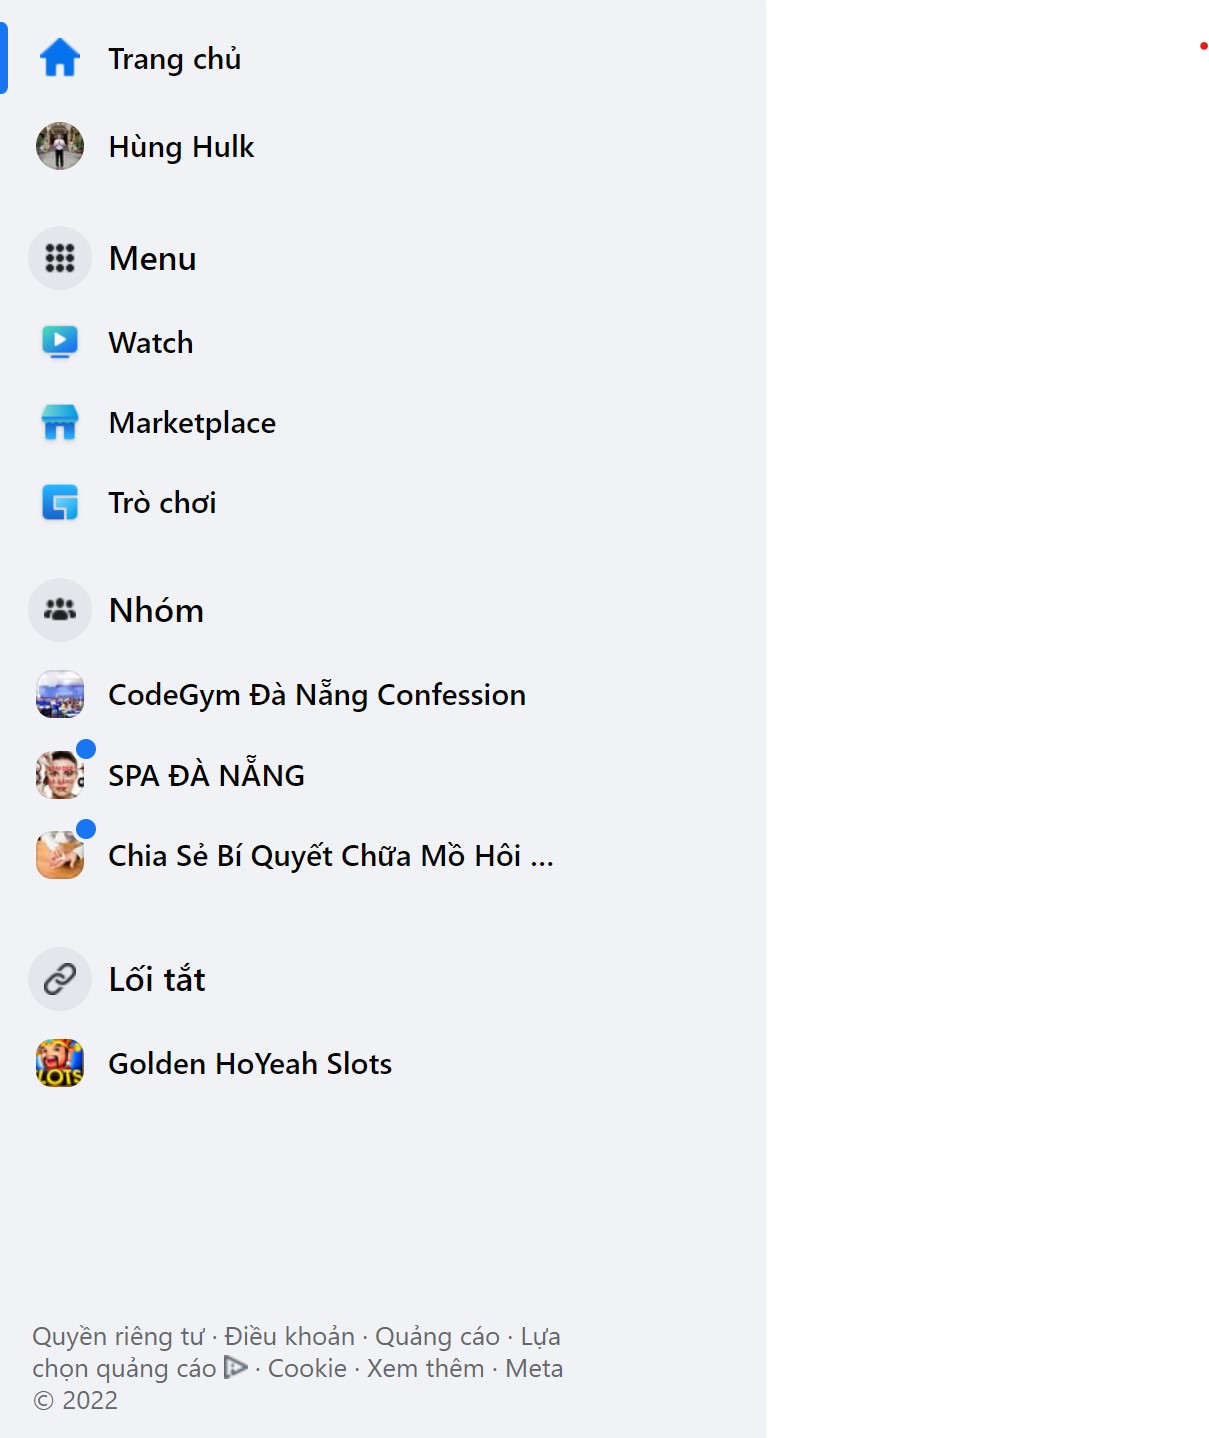 Trang chủ
Hùng Hulk
Menu
Watch
Marketplace
Trò chơi
Nhóm
CodeGym Đà Nẵng Confession
SPA ĐÀ NẴNG
Chia Sẻ Bí Quyết Chữa Mồ Hôi ...
Lối tắt
LOTS
Golden HoYeah Slots
Quyền riêng tư · Điều khoản · Quảng cáo · Lựa
chọn quảng cáo · Cookie · Xem thêm · Meta
© 2022